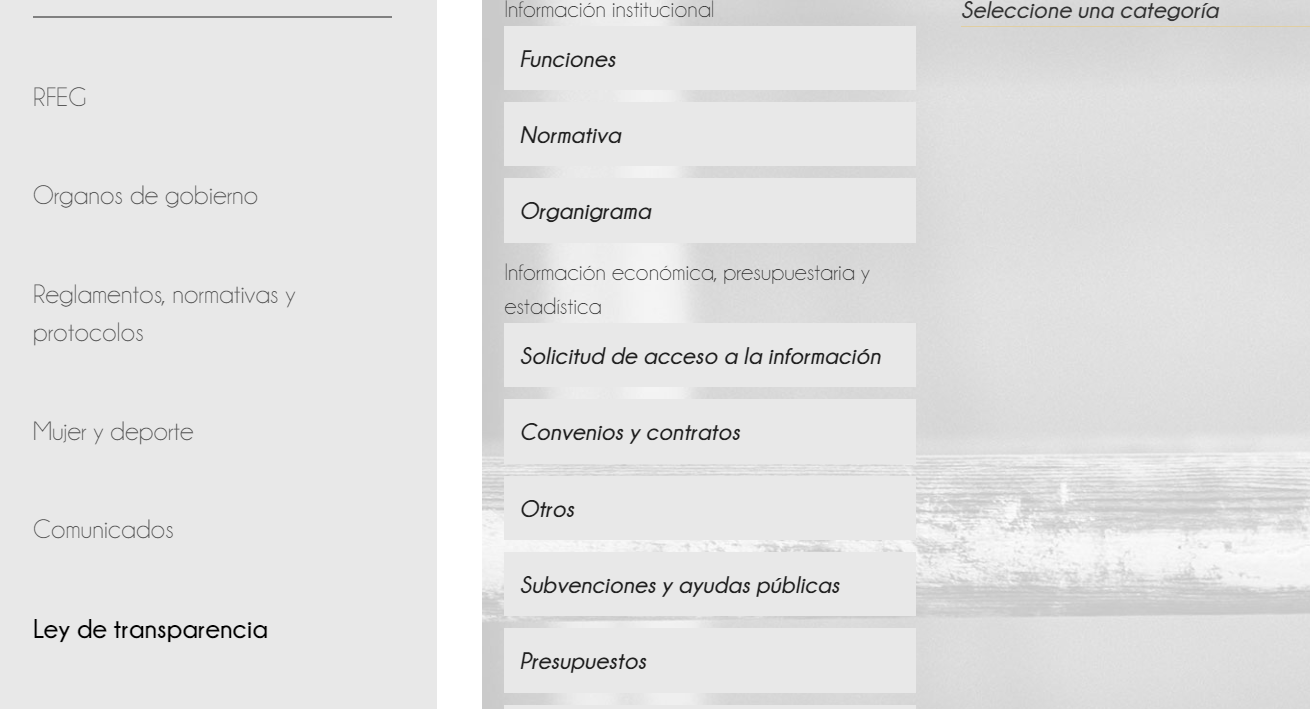 RFEG
Organos de gobierno
Reglamentos, normativas y
protocolos
Mujer y deporte
Comunicados
Ley de transparencia
Información institucional
Funciones
Normativa
Organigrama
Información económica, presupuestaria y
estadística
Solicitud de acceso a la información
Convenios y contratos
Otros
Subvenciones y ayudas públicas
Presupuestos
Seleccione una categoría